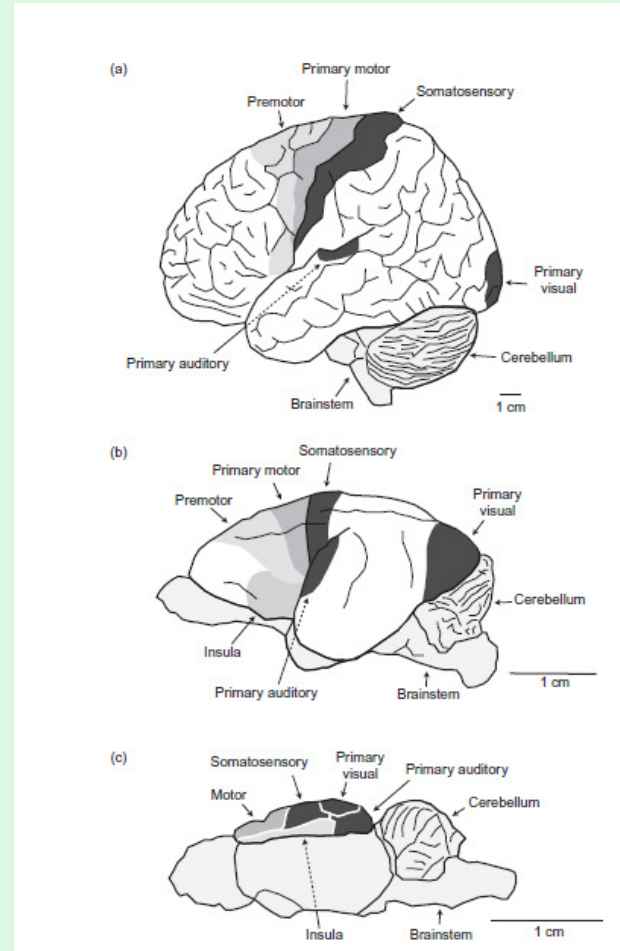 (a)
Primary motor
Somatosensory
Premotor
Primary
visual
Primary auditory
Cerebellum
Brainstem
1 cm
(b)
Somatosensory
Primary motor
Primary
visual
Premotor
Cerebellum
Insula
Primary auditory
Brainstem
1 cm
(c)
Somatosensory
Primary
visual
Primary auditory
Motor
Cerebellum
Insula
Brainstem
1 cm